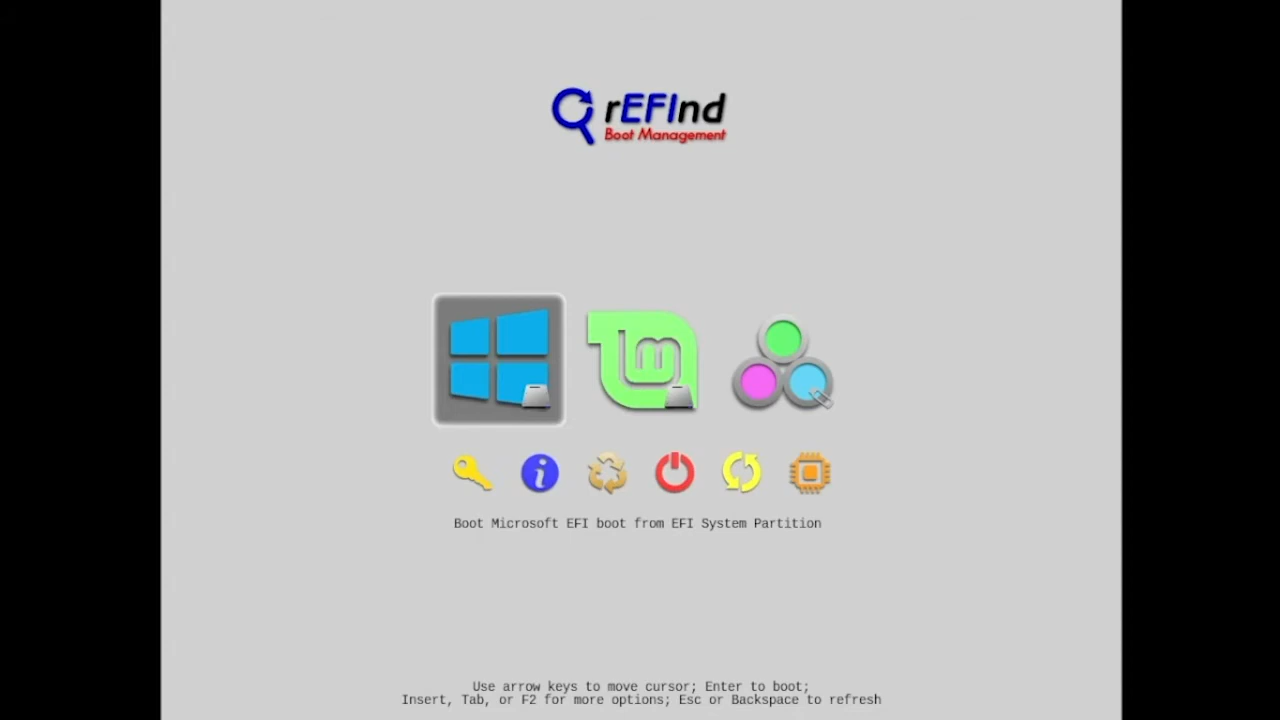 rEFInd
Boot Management
Boot Microsoft EFI boot from EFI System Partition
Use arrow keys to move cursor; Enter to boot;
Insert, Tab, or F2 for more options; Esc or Backspace to refresh